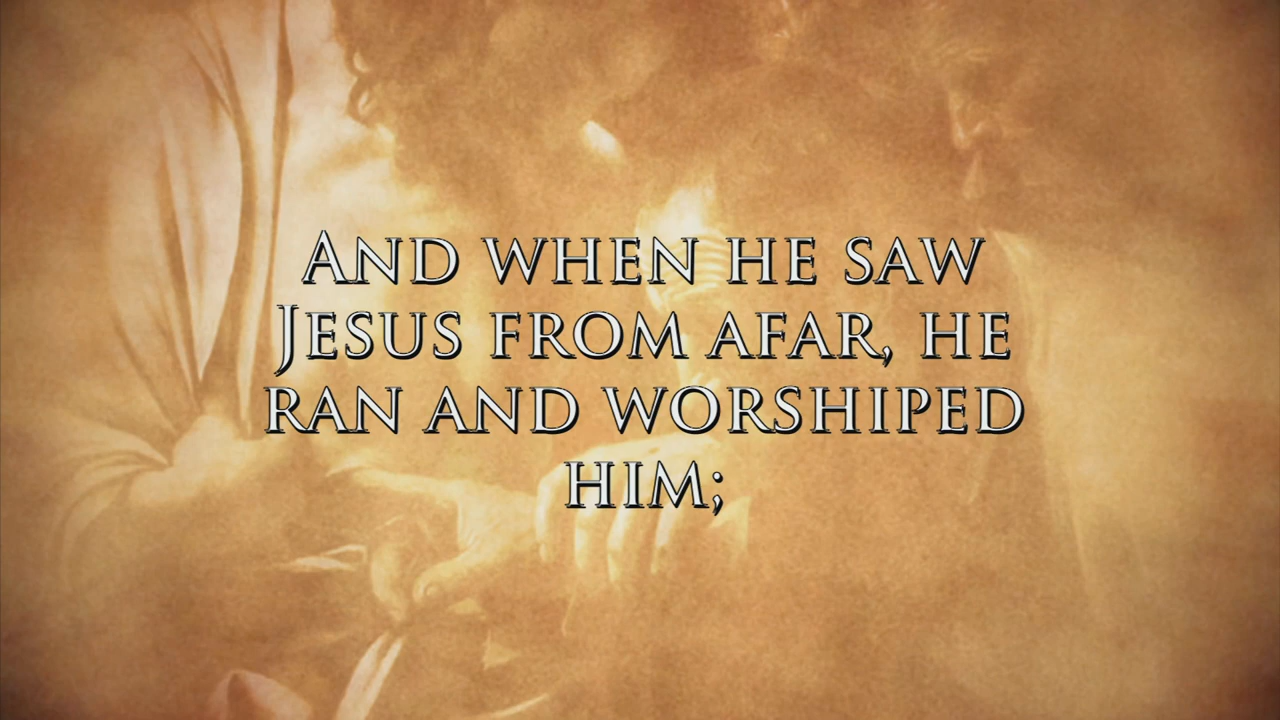 And when he saw
Jesus from afar, he
ran and worshiped
him;